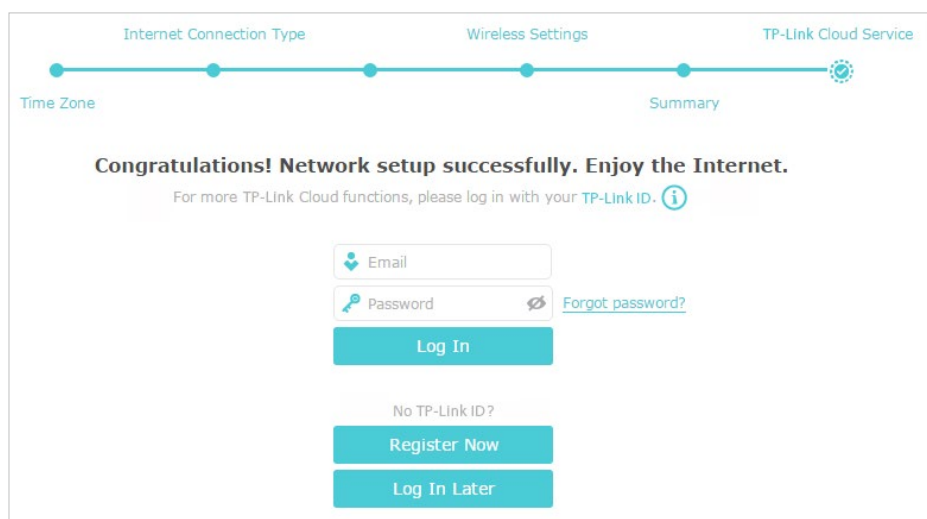 Internet Connection Type
Wireless Settings
TP-Link Cloud Service
Time Zone
Summary
Congratulations! Network setup successfully. Enjoy the Internet.
For more TP-Link Cloud functions, please log in with your TP-Link ID.
Email
Password
Forgot password?
Log In
No TP-Link ID?
Register Now
Log In Later